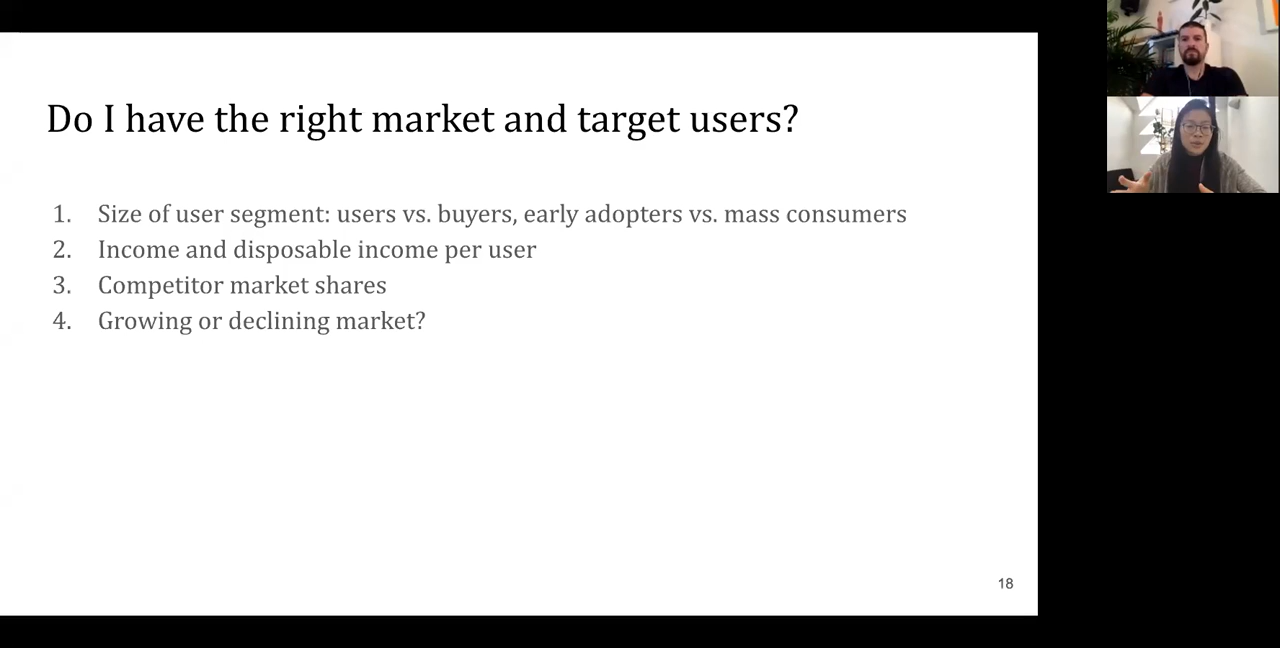 Do I have the right market and target users?
1. Size of user segment: users vs. buyers, early adopters vs. mass consumers
2. Income and disposable income per user
3. Competitor market shares
4. Growing or declining market?
18